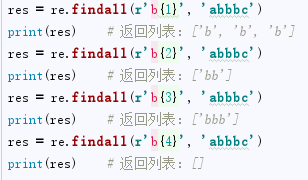 res = re.findall(r'b{1}', 'abbbc')
print(res)    # 返回列表: ['b', 'b', 'b']
res = re.findall(r'b{2}', 'abbbc')
print(res)    # 返回列表: ['bb']
res = re.findall(r'b{3}', 'abbbc')
print(res)    # 返回列表: ['bbb']
res = re.findall(r'b{4}', 'abbbc')
print(res)    # 返回列表: []